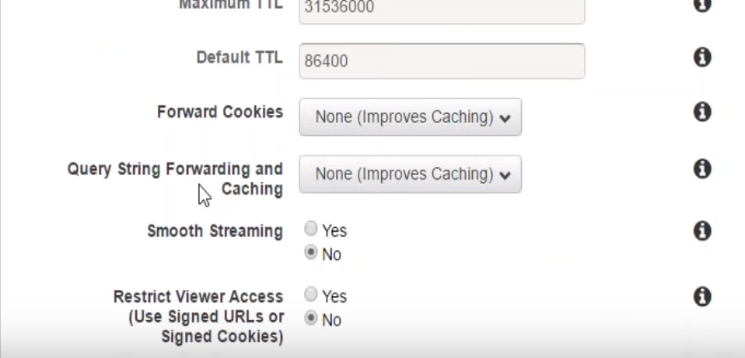 Maximum TTL
31536000
Default TTL
86400
Forward Cookies
None (Improves Caching)
Query String Forwarding and
Caching
None (Improves Caching)
Smooth Streaming
Yes
No
Restrict Viewer Access
(Use Signed URLs or
Signed Cookies)
Yes
No